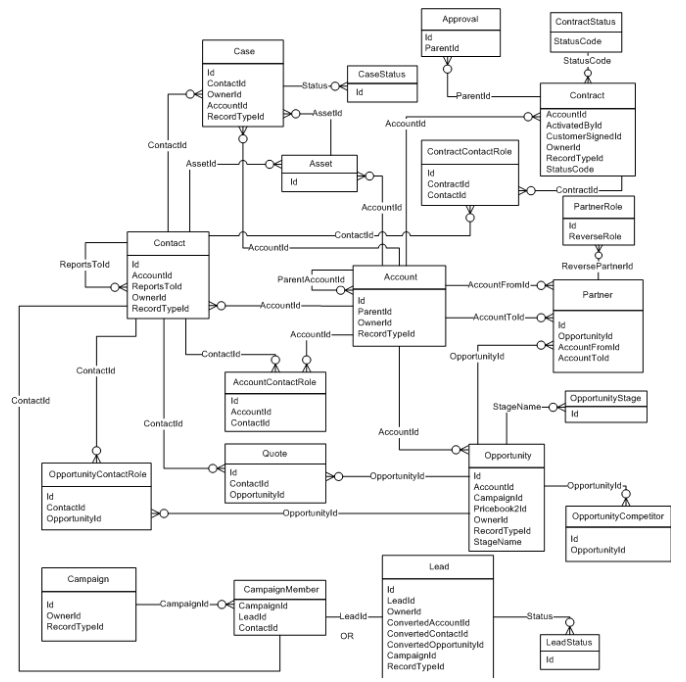 Approval
Id
ParentId
ContractStatus
StatusCode
StatusCode
Case
Id
ContactId
OwnerId
AccountId
RecordTypeId
Status
CaseStatus
Id
ParentId
Contract
AccountId
ActivatedById
CustomerSignedId
OwnerId
RecordTypeId
StatusCode
AssetId
AccountId
ContactId
AssetId
Asset
Id
ContractContactRole
Id
ContractId
ContactId
ContractId
AccountId
PartnerRole
Id
ReverseRole
ContactId
Contact
Id
AccountId
ReportsToId
OwnerId
RecordTypeId
ReportsToId
AccountId
ReversePartnerId
ParentAccountId
Account
Id
ParentId
OwnerId
RecordTypeId
AccountFromId
AccountToId
Partner
Id
OpportunityId
AccountFromId
AccountToId
AccountId
AccountId
OpportunityId
ContactId
ContactId
ContactId
AccountContactRole
Id
AccountId
ContactId
OpportunityStage
Id
StageName
ContactId
AccountId
Quote
Id
ContactId
OpportunityId
OpportunityId
Opportunity
Id
AccountId
CampaignId
Pricebook2Id
OwnerId
RecordTypeId
StageName
OpportunityContactRole
Id
ContactId
OpportunityId
OpportunityId
OpportunityId
OpportunityCompetitor
Id
OpportunityId
Campaign
Id
OwnerId
RecordTypeId
CampaignId
CampaignMember
CampaignId
LeadId
ContactId
LeadId
OR
Lead
Id
LeadId
OwnerId
ConvertedAccountId
ConvertedContactId
ConvertedOpportunityId
CampaignId
RecordTypeId
Status
LeadStatus
Id